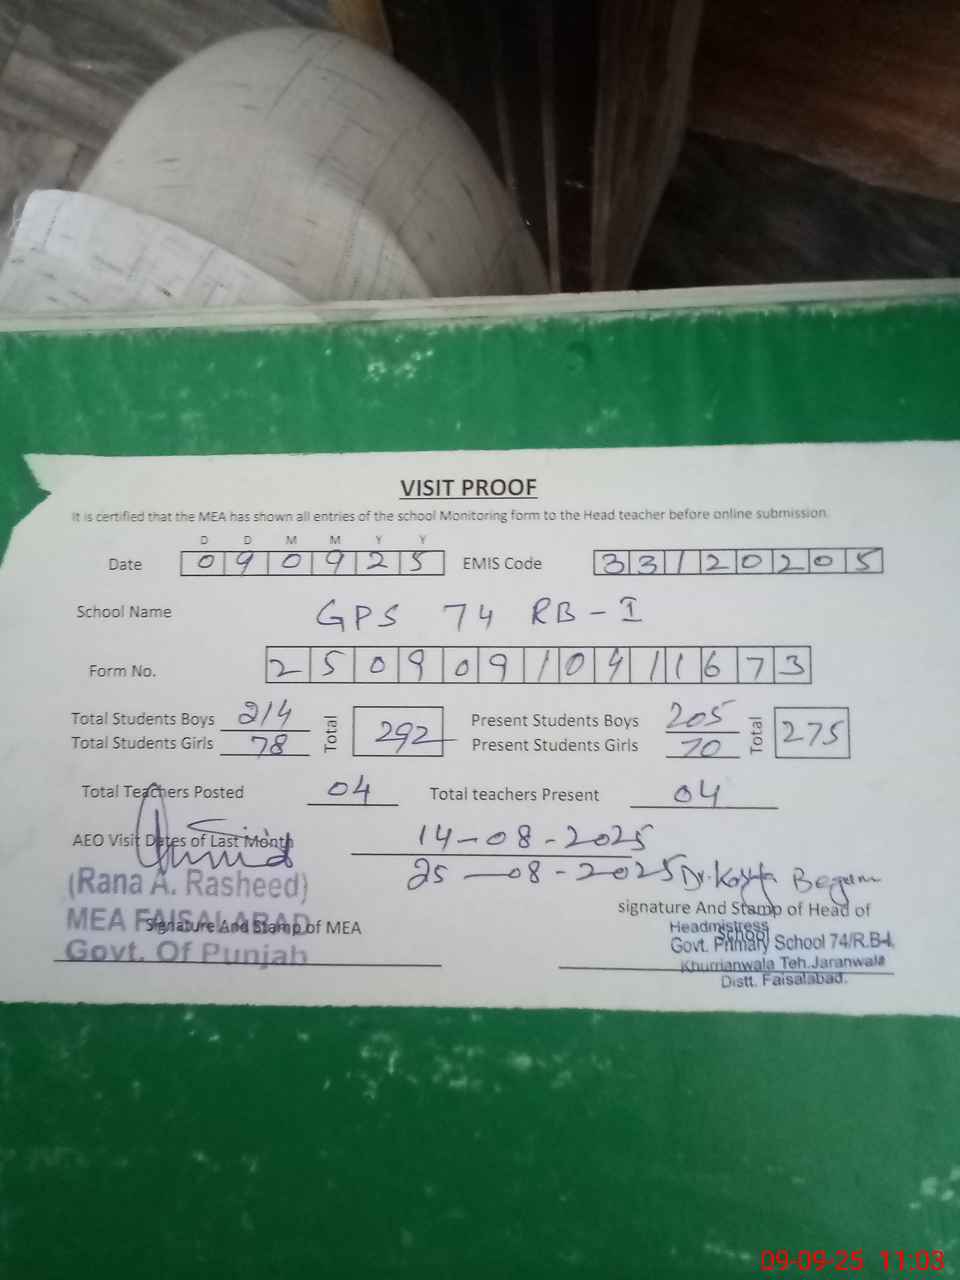 VISIT PROOF
It is certified that the MEA has shown all entries of the school Monitoring form to the Head teacher before online submission.
D D M M Y Y
Date 0 9 0 9 2 5 EMIS Code 3 3 1 2 0 2 0 5
School Name GPS 74 RB-I
Form No. 2 5 0 9 0 9 1 0 4 1 1 6 7 3
Total Students Boys 214 Total 292 Present Students Boys 205 Total 275
Total Students Girls 78 Present Students Girls 70
Total Teachers Posted 04 Total teachers Present 04
AEO Visit Dates of Last Month 14-08-2025
25-08-2025 Dr. Begum
(Rana A. Rasheed)
MEA FAISALABAD
Govt. Of Punjab
Signature And Stamp of MEA
signature And Stamp of Head of
School
Headmistress
Govt. Primary School 74/R.B-I,
Khurrianwala Teh.Jaranwala
Distt. Faisalabad.
09-09-25 11:03